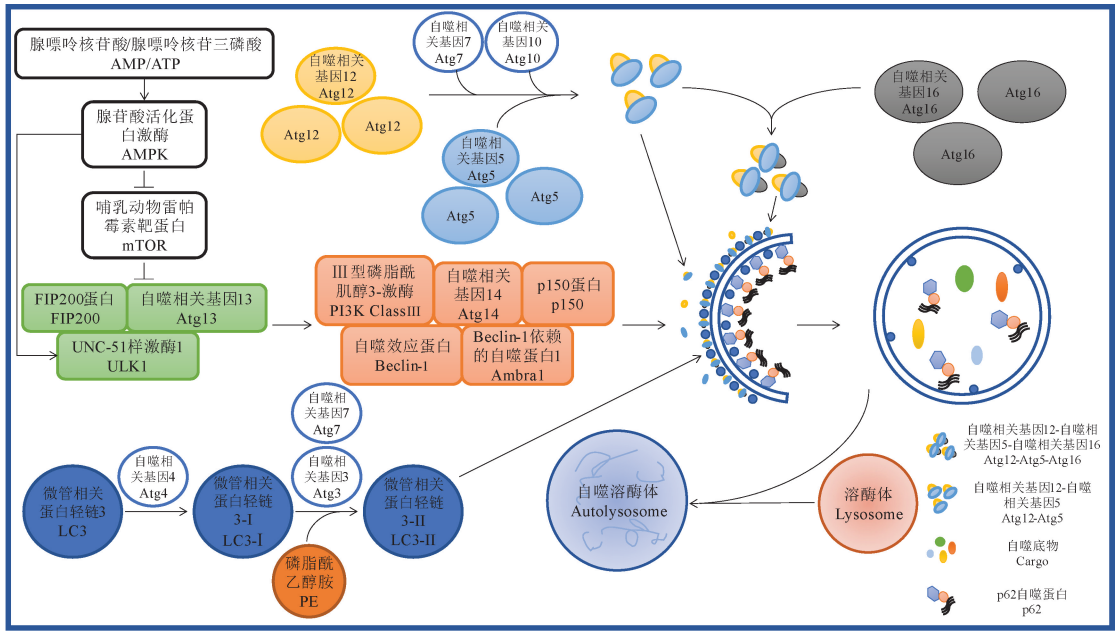 腺嘌呤核苷酸/腺嘌呤核苷三磷酸
AMP/ATP
腺苷酸活化蛋
白激酶
AMPK
哺乳动物雷帕
霉素靶蛋白
mTOR
FIP200蛋白
FIP200
自噬相关基因13
Atg13
UNC-51样激酶1
ULK1
自噬相关
基因12
Atg12
Atg12
Atg12
自噬相
关基因7
Atg7
自噬相关
基因10
Atg10
自噬相
关基因5
Atg5
Atg5
Atg5
自噬相关
基因16
Atg16
Atg16
Atg16
III型磷脂酰
肌醇3-激酶
PI3K ClassIII
自噬相关
基因14
Atg14
p150蛋白
p150
自噬效应蛋白
Beclin-1
Beclin-1依赖
的自噬蛋白1
Ambra1
微管相关
蛋白轻链3
LC3
自噬相
关基因4
Atg4
微管相关
蛋白轻链
3-I
LC3-I
自噬相
关基因7
Atg7
自噬相
关基因3
Atg3
磷脂酰
乙醇胺
PE
微管相关
蛋白轻链
3-II
LC3-II
自噬溶酶体
Autolysosome
溶酶体
Lysosome
自噬相关基因12-自噬相
关基因5-自噬相关基因16
Atg12-Atg5-Atg16
自噬相关基因12-自噬
相关基因5
Atg12-Atg5
自噬底物
Cargo
p62自噬蛋白
p62